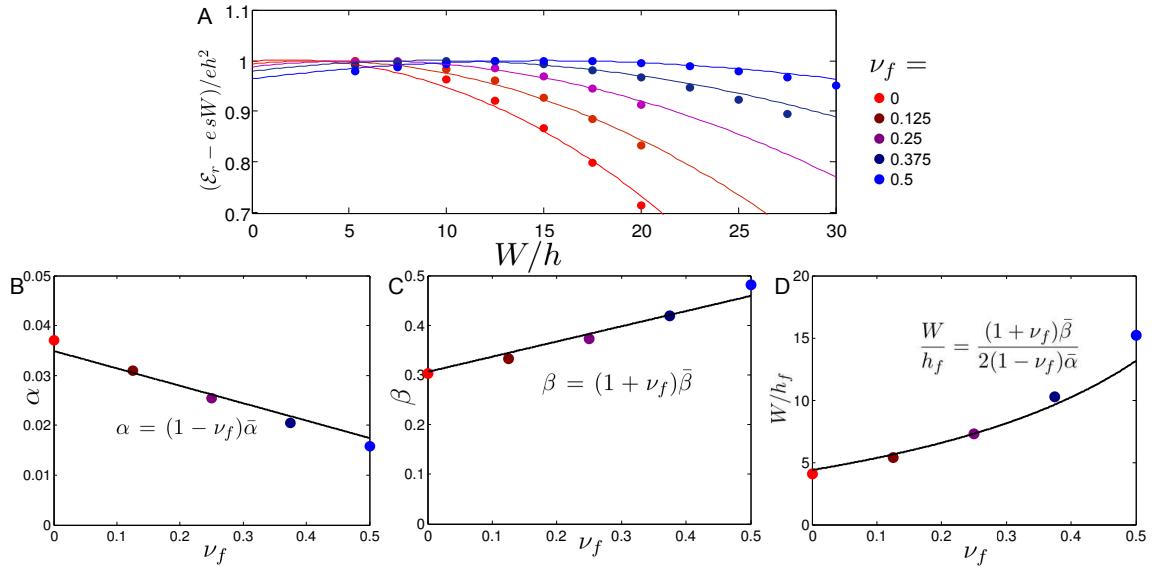 A
1.1
1
0.9
0.8
0.7
(ℰ_r − e sW)/eh²
0 5 10 15 20 25 30
W/h
ν_f =
0
0.125
0.25
0.375
0.5
B
0.05
0.04
0.03
0.02
0.01
0
α
α = (1 − ν_f)ᾱ
0 0.1 0.2 0.3 0.4 0.5
ν_f
C
0.5
0.4
0.3
0.2
0.1
0
β
β = (1 + ν_f)β̄
0 0.1 0.2 0.3 0.4 0.5
ν_f
D
20
15
10
5
0
W/h_f
W/h_f = (1 + ν_f)β̄ / 2(1 − ν_f)ᾱ
0 0.1 0.2 0.3 0.4 0.5
ν_f